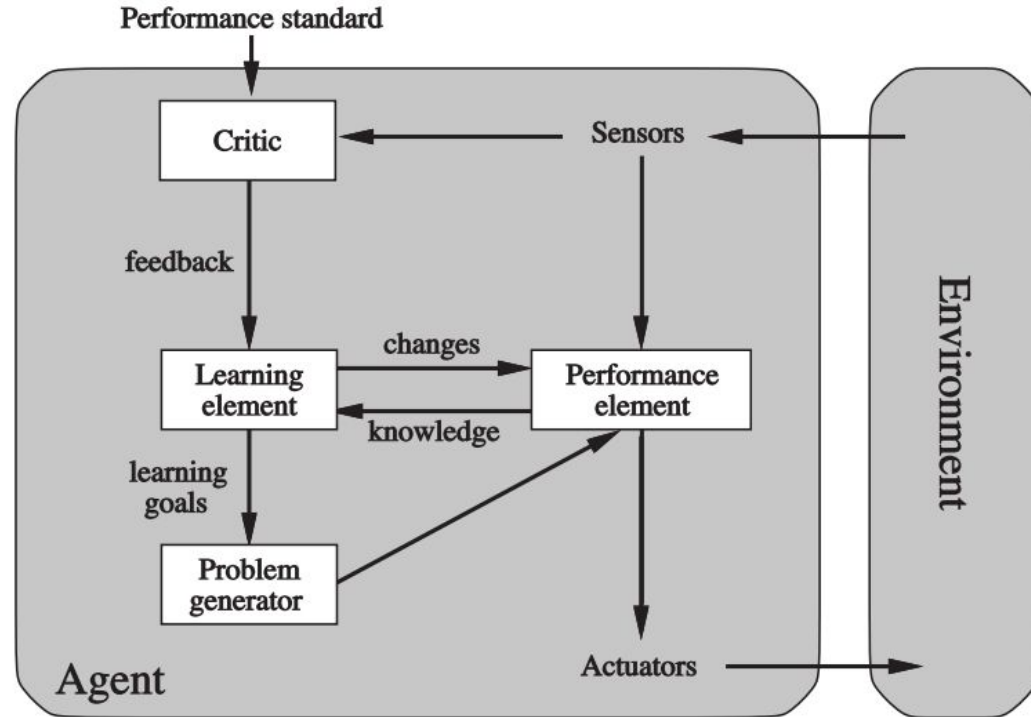 Performance standard
Critic
Sensors
feedback
changes
Learning
element
Performance
element
knowledge
learning
goals
Problem
generator
Agent
Actuators
Environment